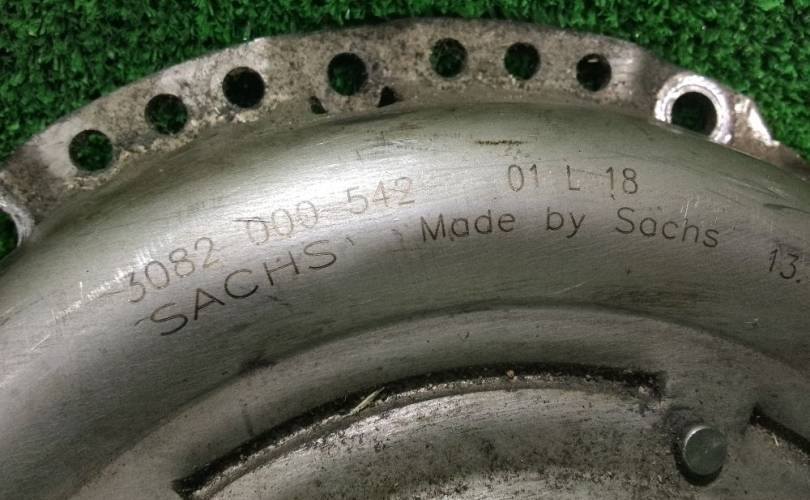 3082 000 542
SACHS
01 L 18
Made by Sachs
13.